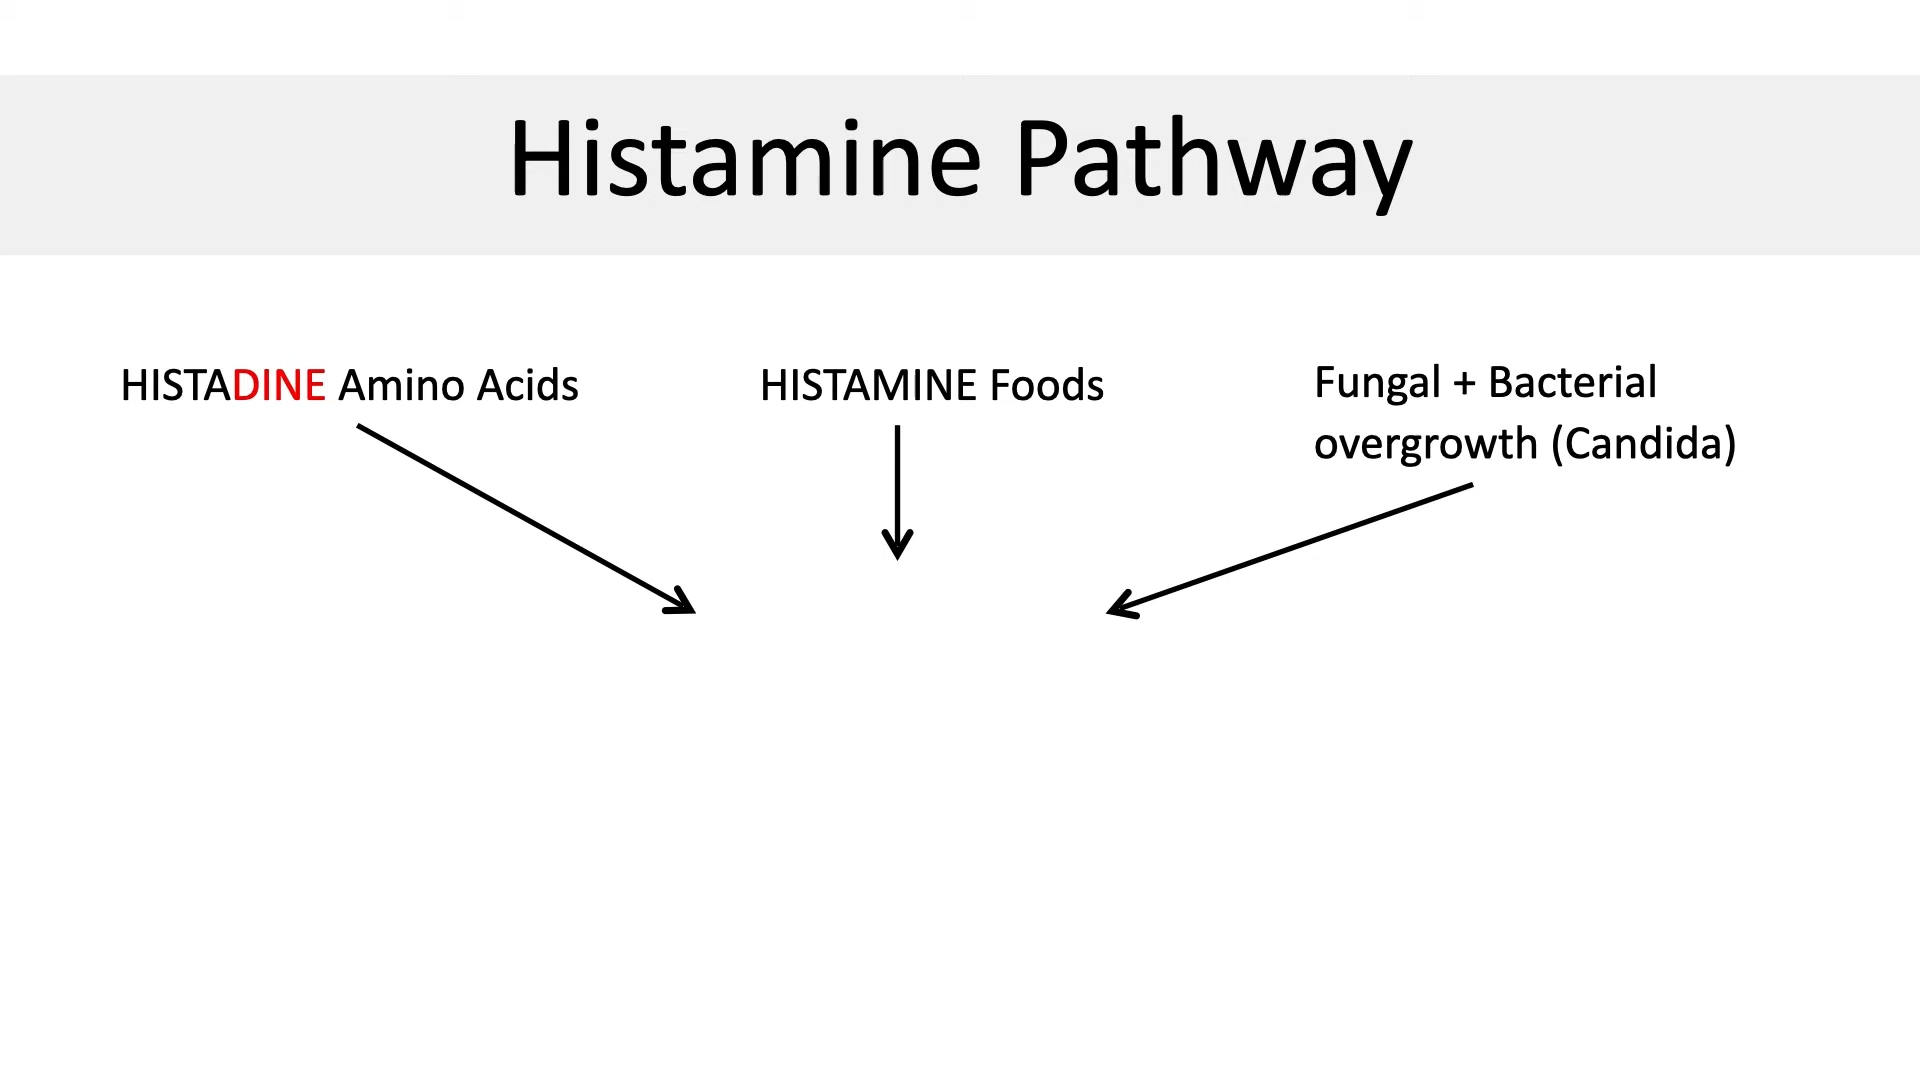 Histamine Pathway
HISTADINE Amino Acids
HISTAMINE Foods
Fungal + Bacterial
overgrowth (Candida)